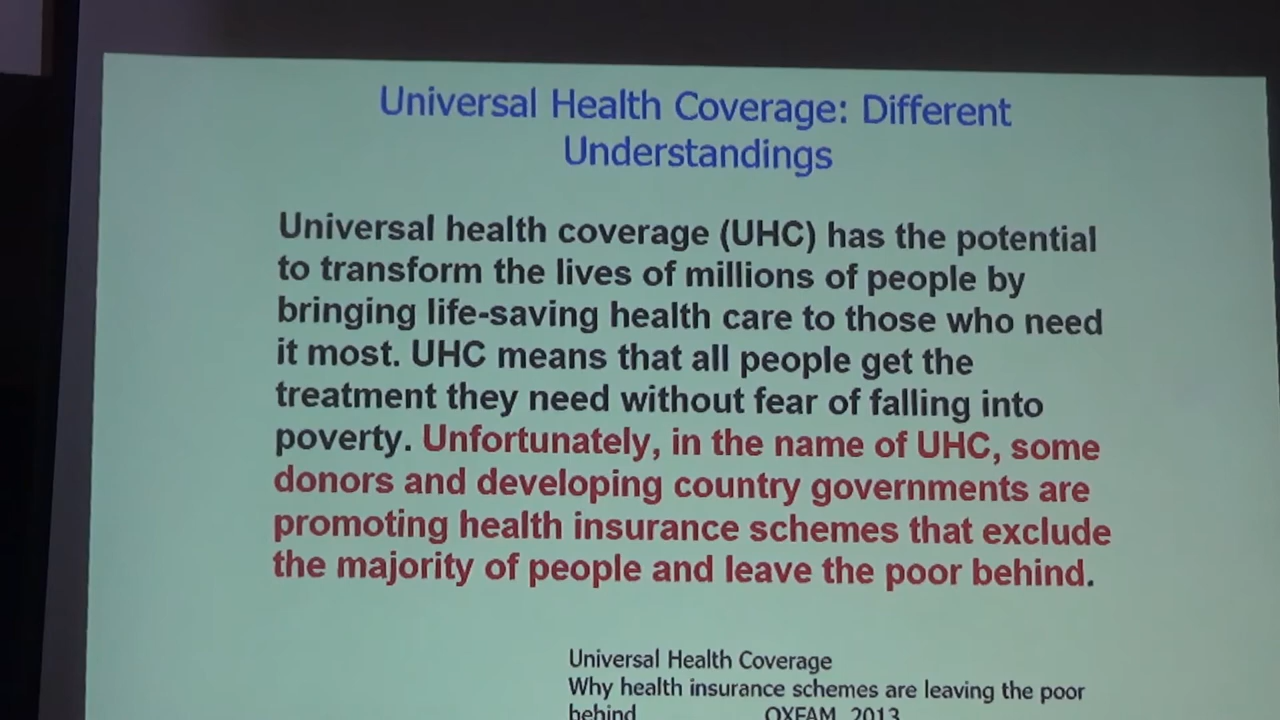 Universal Health Coverage: Different
Understandings
Universal health coverage (UHC) has the potential
to transform the lives of millions of people by
bringing life-saving health care to those who need
it most. UHC means that all people get the
treatment they need without fear of falling into
poverty. Unfortunately, in the name of UHC, some
donors and developing country governments are
promoting health insurance schemes that exclude
the majority of people and leave the poor behind.
Universal Health Coverage
Why health insurance schemes are leaving the poor
behind OXFAM 2013